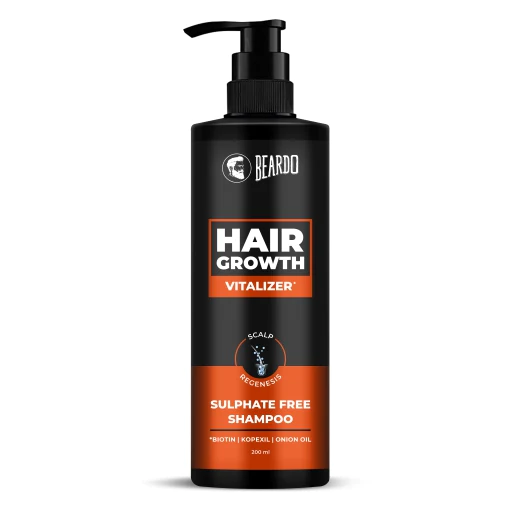 BEARDO
HAIR
GROWTH
VITALIZER*
SCALP
REGENESIS
SULPHATE FREE
SHAMPOO
*BIOTIN | KOPEXIL | ONION OIL
200 ml